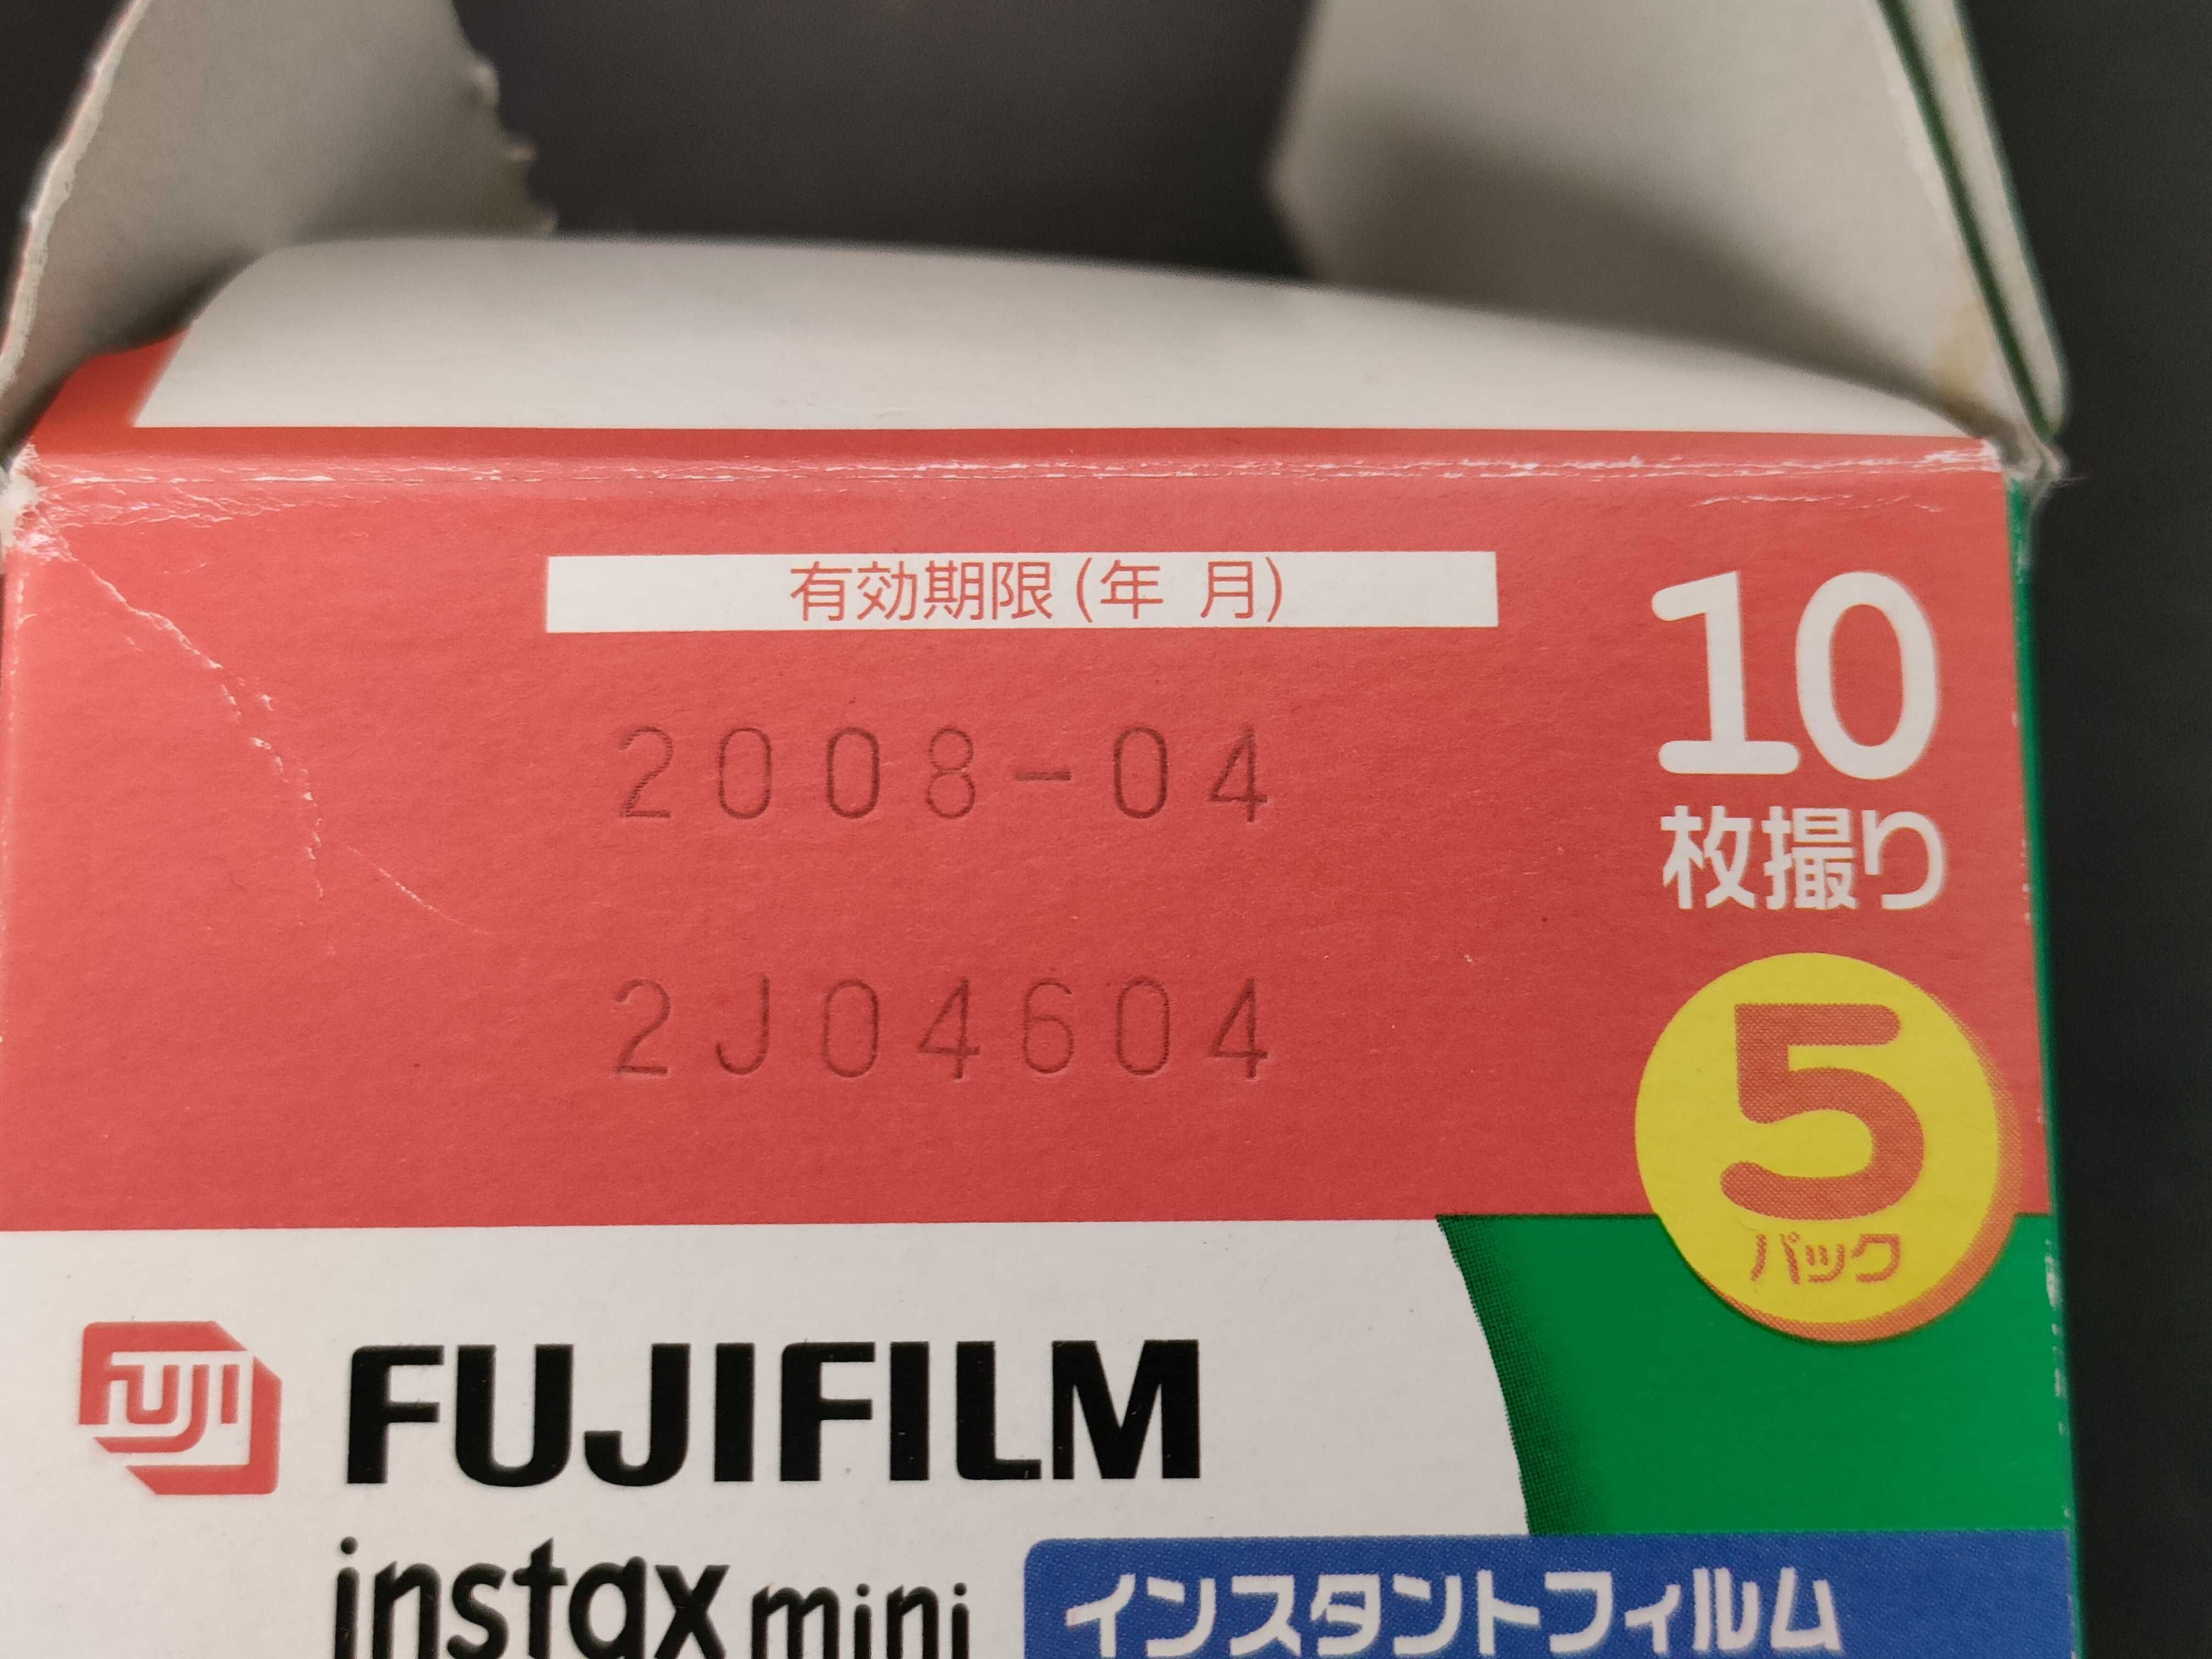 有効期限(年 月)
2008-04
2J04604
10
枚撮り
5
パック
FUJI
FUJIFILM
instax mini
インスタントフィルム